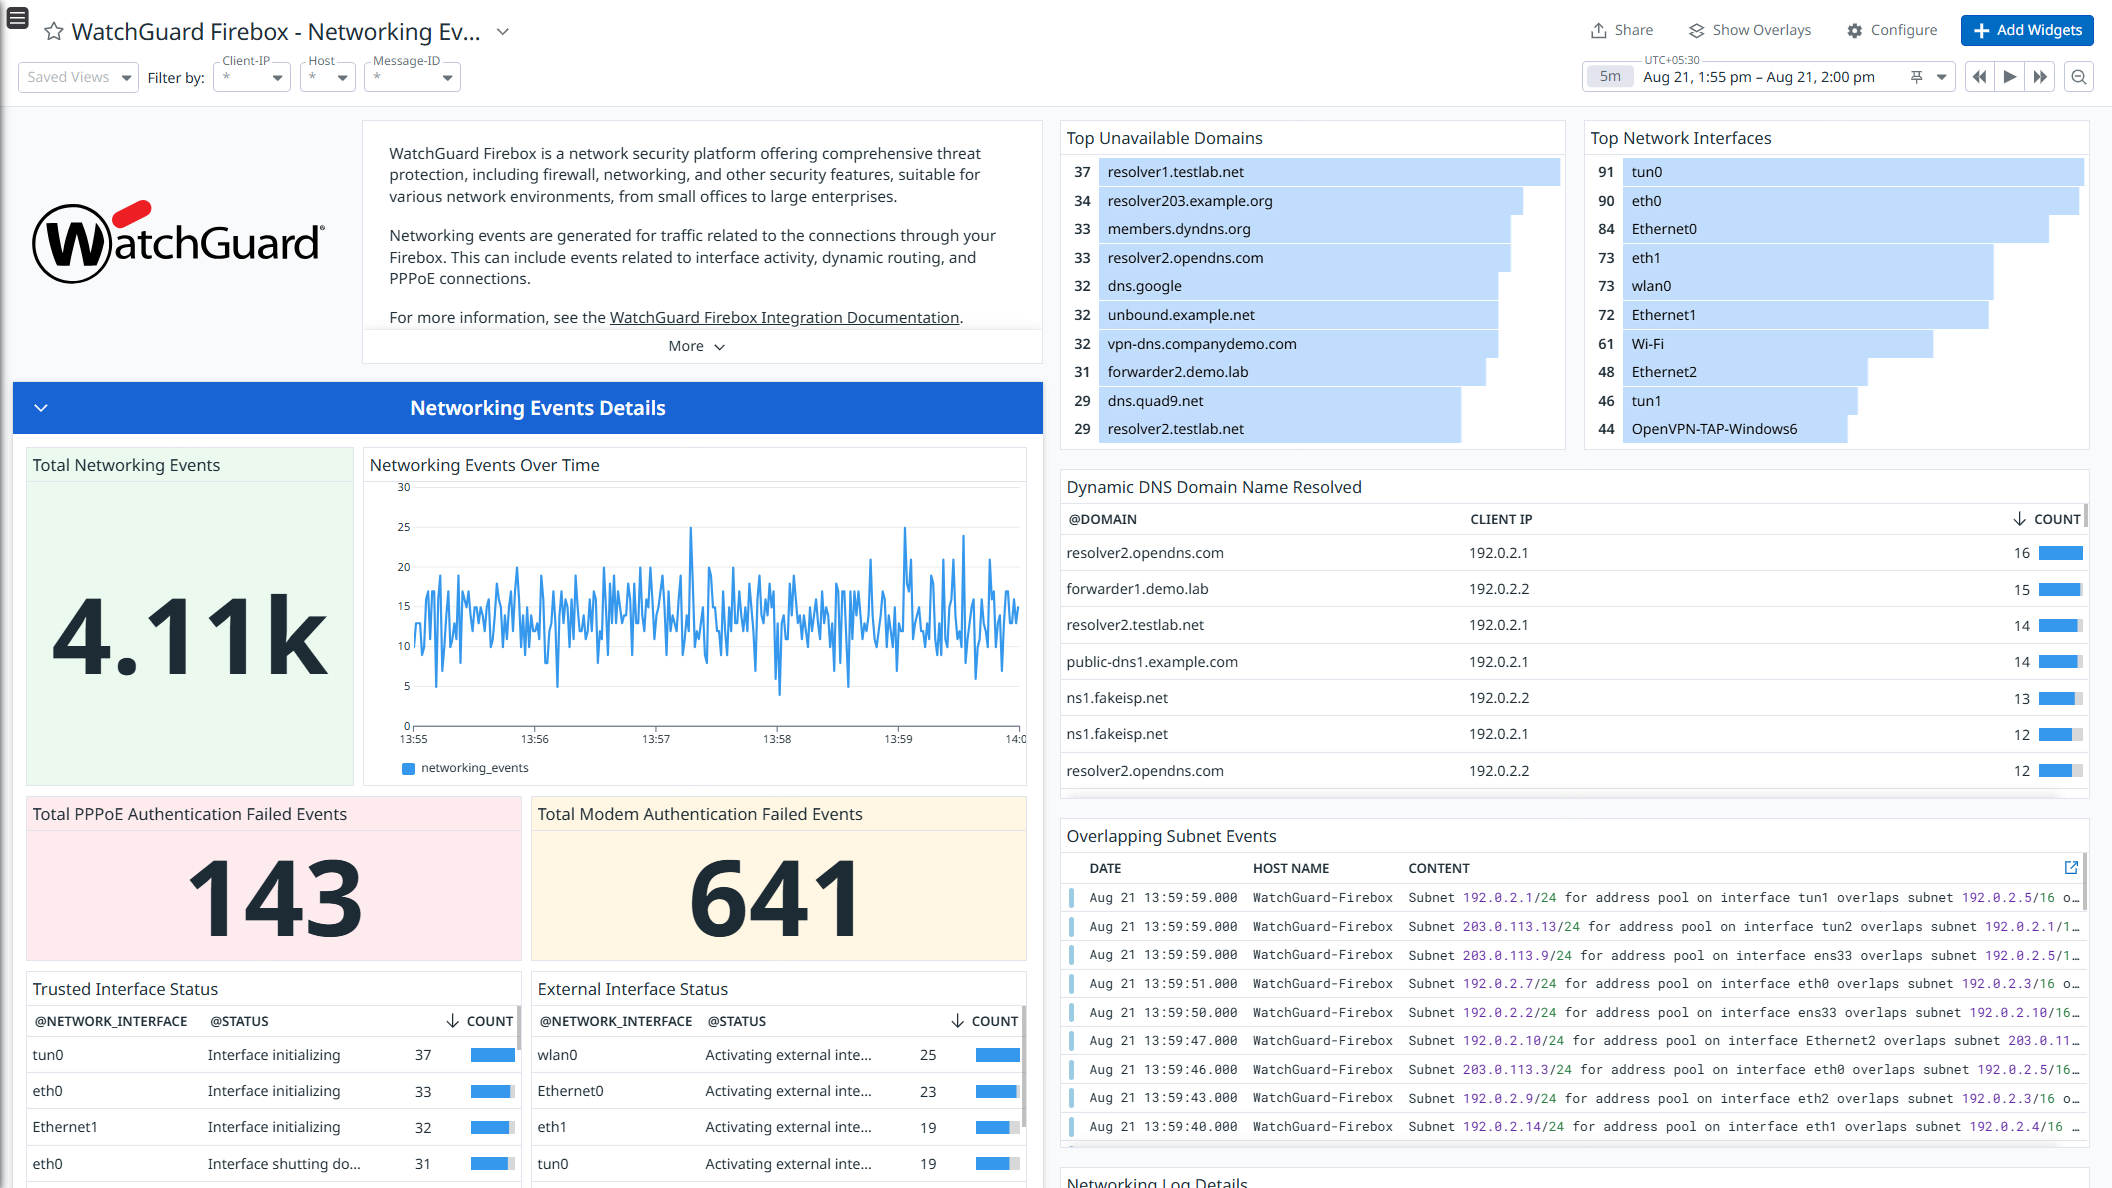 WatchGuard Firebox - Networking Ev...
Share
Show Overlays
Configure
Add Widgets
Saved Views
Filter by:
Client-IP
*
Host
*
Message-ID
*
UTC+05:30
5m
Aug 21, 1:55 pm – Aug 21, 2:00 pm
WatchGuard
WatchGuard Firebox is a network security platform offering comprehensive threat
protection, including firewall, networking, and other security features, suitable for
various network environments, from small offices to large enterprises.
Networking events are generated for traffic related to the connections through your
Firebox. This can include events related to interface activity, dynamic routing, and
PPPoE connections.
For more information, see the WatchGuard Firebox Integration Documentation.
More
Networking Events Details
Total Networking Events
4.11k
Networking Events Over Time
30
25
20
15
10
5
0
13:55 13:56 13:57 13:58 13:59 14:0
networking_events
Total PPPoE Authentication Failed Events
143
Total Modem Authentication Failed Events
641
Trusted Interface Status
@NETWORK_INTERFACE @STATUS COUNT
tun0 Interface initializing 37
eth0 Interface initializing 33
Ethernet1 Interface initializing 32
eth0 Interface shutting do... 31
External Interface Status
@NETWORK_INTERFACE @STATUS COUNT
wlan0 Activating external inte... 25
Ethernet0 Activating external inte... 23
eth1 Activating external inte... 19
tun0 Activating external inte... 19
Top Unavailable Domains
37 resolver1.testlab.net
34 resolver203.example.org
33 members.dyndns.org
33 resolver2.opendns.com
32 dns.google
32 unbound.example.net
32 vpn-dns.companydemo.com
31 forwarder2.demo.lab
29 dns.quad9.net
29 resolver2.testlab.net
Top Network Interfaces
91 tun0
90 eth0
84 Ethernet0
73 eth1
73 wlan0
72 Ethernet1
61 Wi-Fi
48 Ethernet2
46 tun1
44 OpenVPN-TAP-Windows6
Dynamic DNS Domain Name Resolved
@DOMAIN CLIENT IP COUNT
resolver2.opendns.com 192.0.2.1 16
forwarder1.demo.lab 192.0.2.2 15
resolver2.testlab.net 192.0.2.1 14
public-dns1.example.com 192.0.2.1 14
ns1.fakeisp.net 192.0.2.2 13
ns1.fakeisp.net 192.0.2.1 12
resolver2.opendns.com 192.0.2.2 12
Overlapping Subnet Events
DATE HOST NAME CONTENT
Aug 21 13:59:59.000 WatchGuard-Firebox Subnet 192.0.2.1/24 for address pool on interface tun1 overlaps subnet 192.0.2.5/16 o...
Aug 21 13:59:59.000 WatchGuard-Firebox Subnet 203.0.113.13/24 for address pool on interface tun2 overlaps subnet 192.0.2.1/1...
Aug 21 13:59:59.000 WatchGuard-Firebox Subnet 203.0.113.9/24 for address pool on interface ens33 overlaps subnet 192.0.2.5/1...
Aug 21 13:59:51.000 WatchGuard-Firebox Subnet 192.0.2.7/24 for address pool on interface eth0 overlaps subnet 192.0.2.3/16 o...
Aug 21 13:59:50.000 WatchGuard-Firebox Subnet 192.0.2.2/24 for address pool on interface ens33 overlaps subnet 192.0.2.10/16...
Aug 21 13:59:47.000 WatchGuard-Firebox Subnet 192.0.2.10/24 for address pool on interface Ethernet2 overlaps subnet 203.0.11...
Aug 21 13:59:46.000 WatchGuard-Firebox Subnet 203.0.113.3/24 for address pool on interface eth0 overlaps subnet 192.0.2.5/16...
Aug 21 13:59:43.000 WatchGuard-Firebox Subnet 192.0.2.9/24 for address pool on interface eth2 overlaps subnet 192.0.2.3/16 o...
Aug 21 13:59:40.000 WatchGuard-Firebox Subnet 192.0.2.14/24 for address pool on interface eth1 overlaps subnet 192.0.2.4/16 ...
Networking Log Details